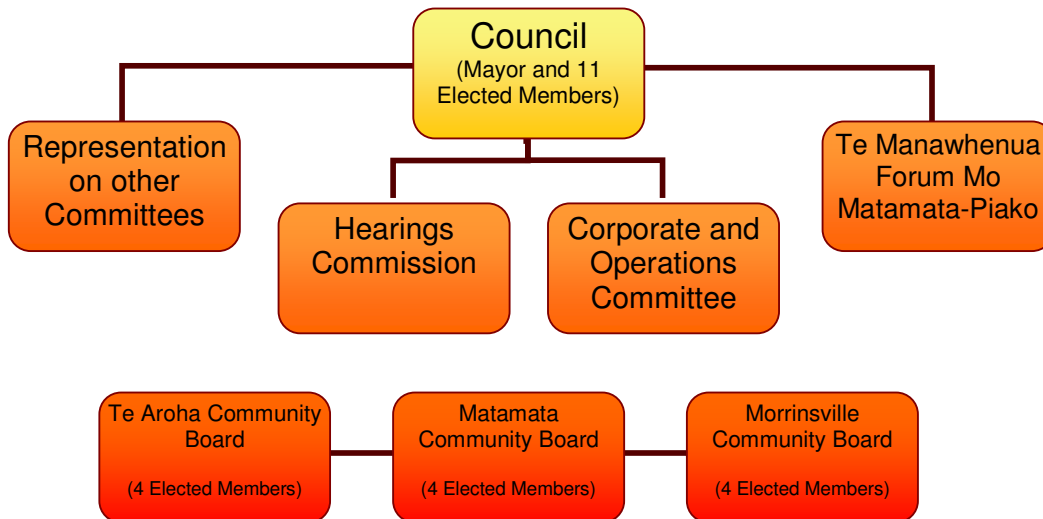 Council
(Mayor and 11
Elected Members)
Representation
on other
Committees
Te Manawhenua
Forum Mo
Matamata-Piako
Hearings
Commission
Corporate and
Operations
Committee
Te Aroha Community
Board
(4 Elected Members)
Matamata
Community Board
(4 Elected Members)
Morrinsville
Community Board
(4 Elected Members)